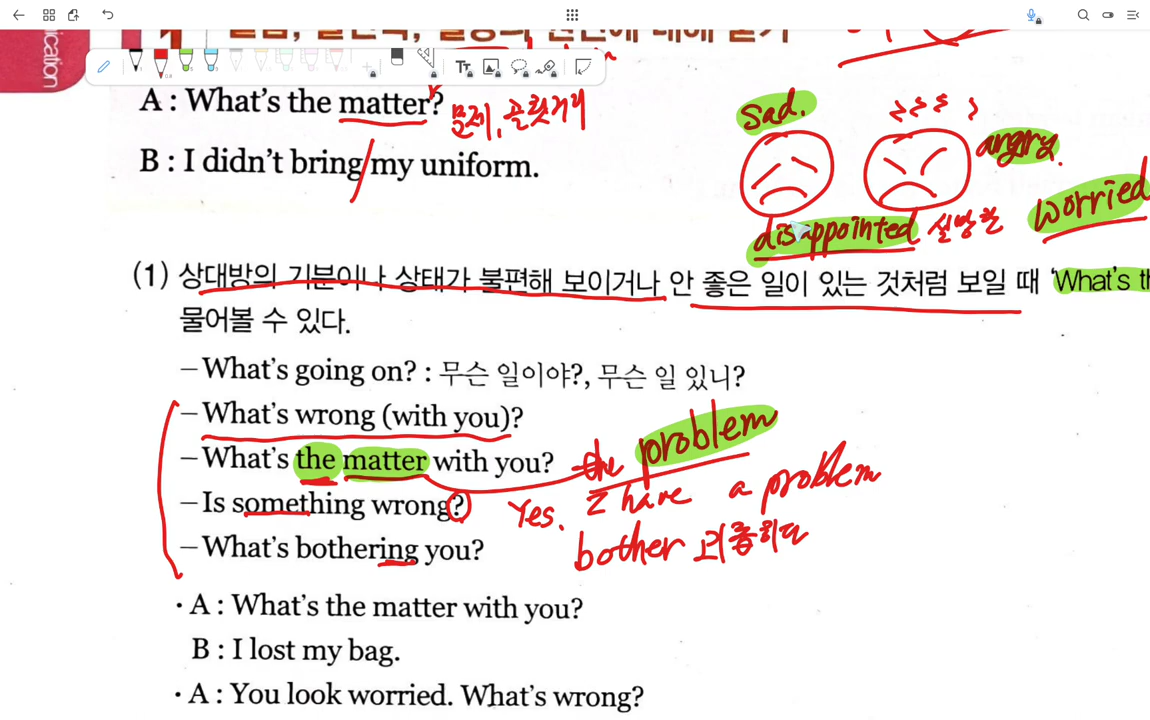 ication
A : What's the matter?
문제, 골칫거리
B : I didn't bring/my uniform.
sad.
angry.
worried
disappointed 실망한
(1) 상대방의 기분이나 상태가 불편해 보이거나 안 좋은 일이 있는 것처럼 보일 때 'What's th
물어볼 수 있다.
– What's going on? : 무슨 일이야?, 무슨 일 있니?
– What's wrong (with you)?
– What's the matter with you?
the problem
– Is something wrong?
Yes. I have a problem
– What's bothering you?
bother 괴롭히다
· A : What's the matter with you?
B : I lost my bag.
· A : You look worried. What's wrong?